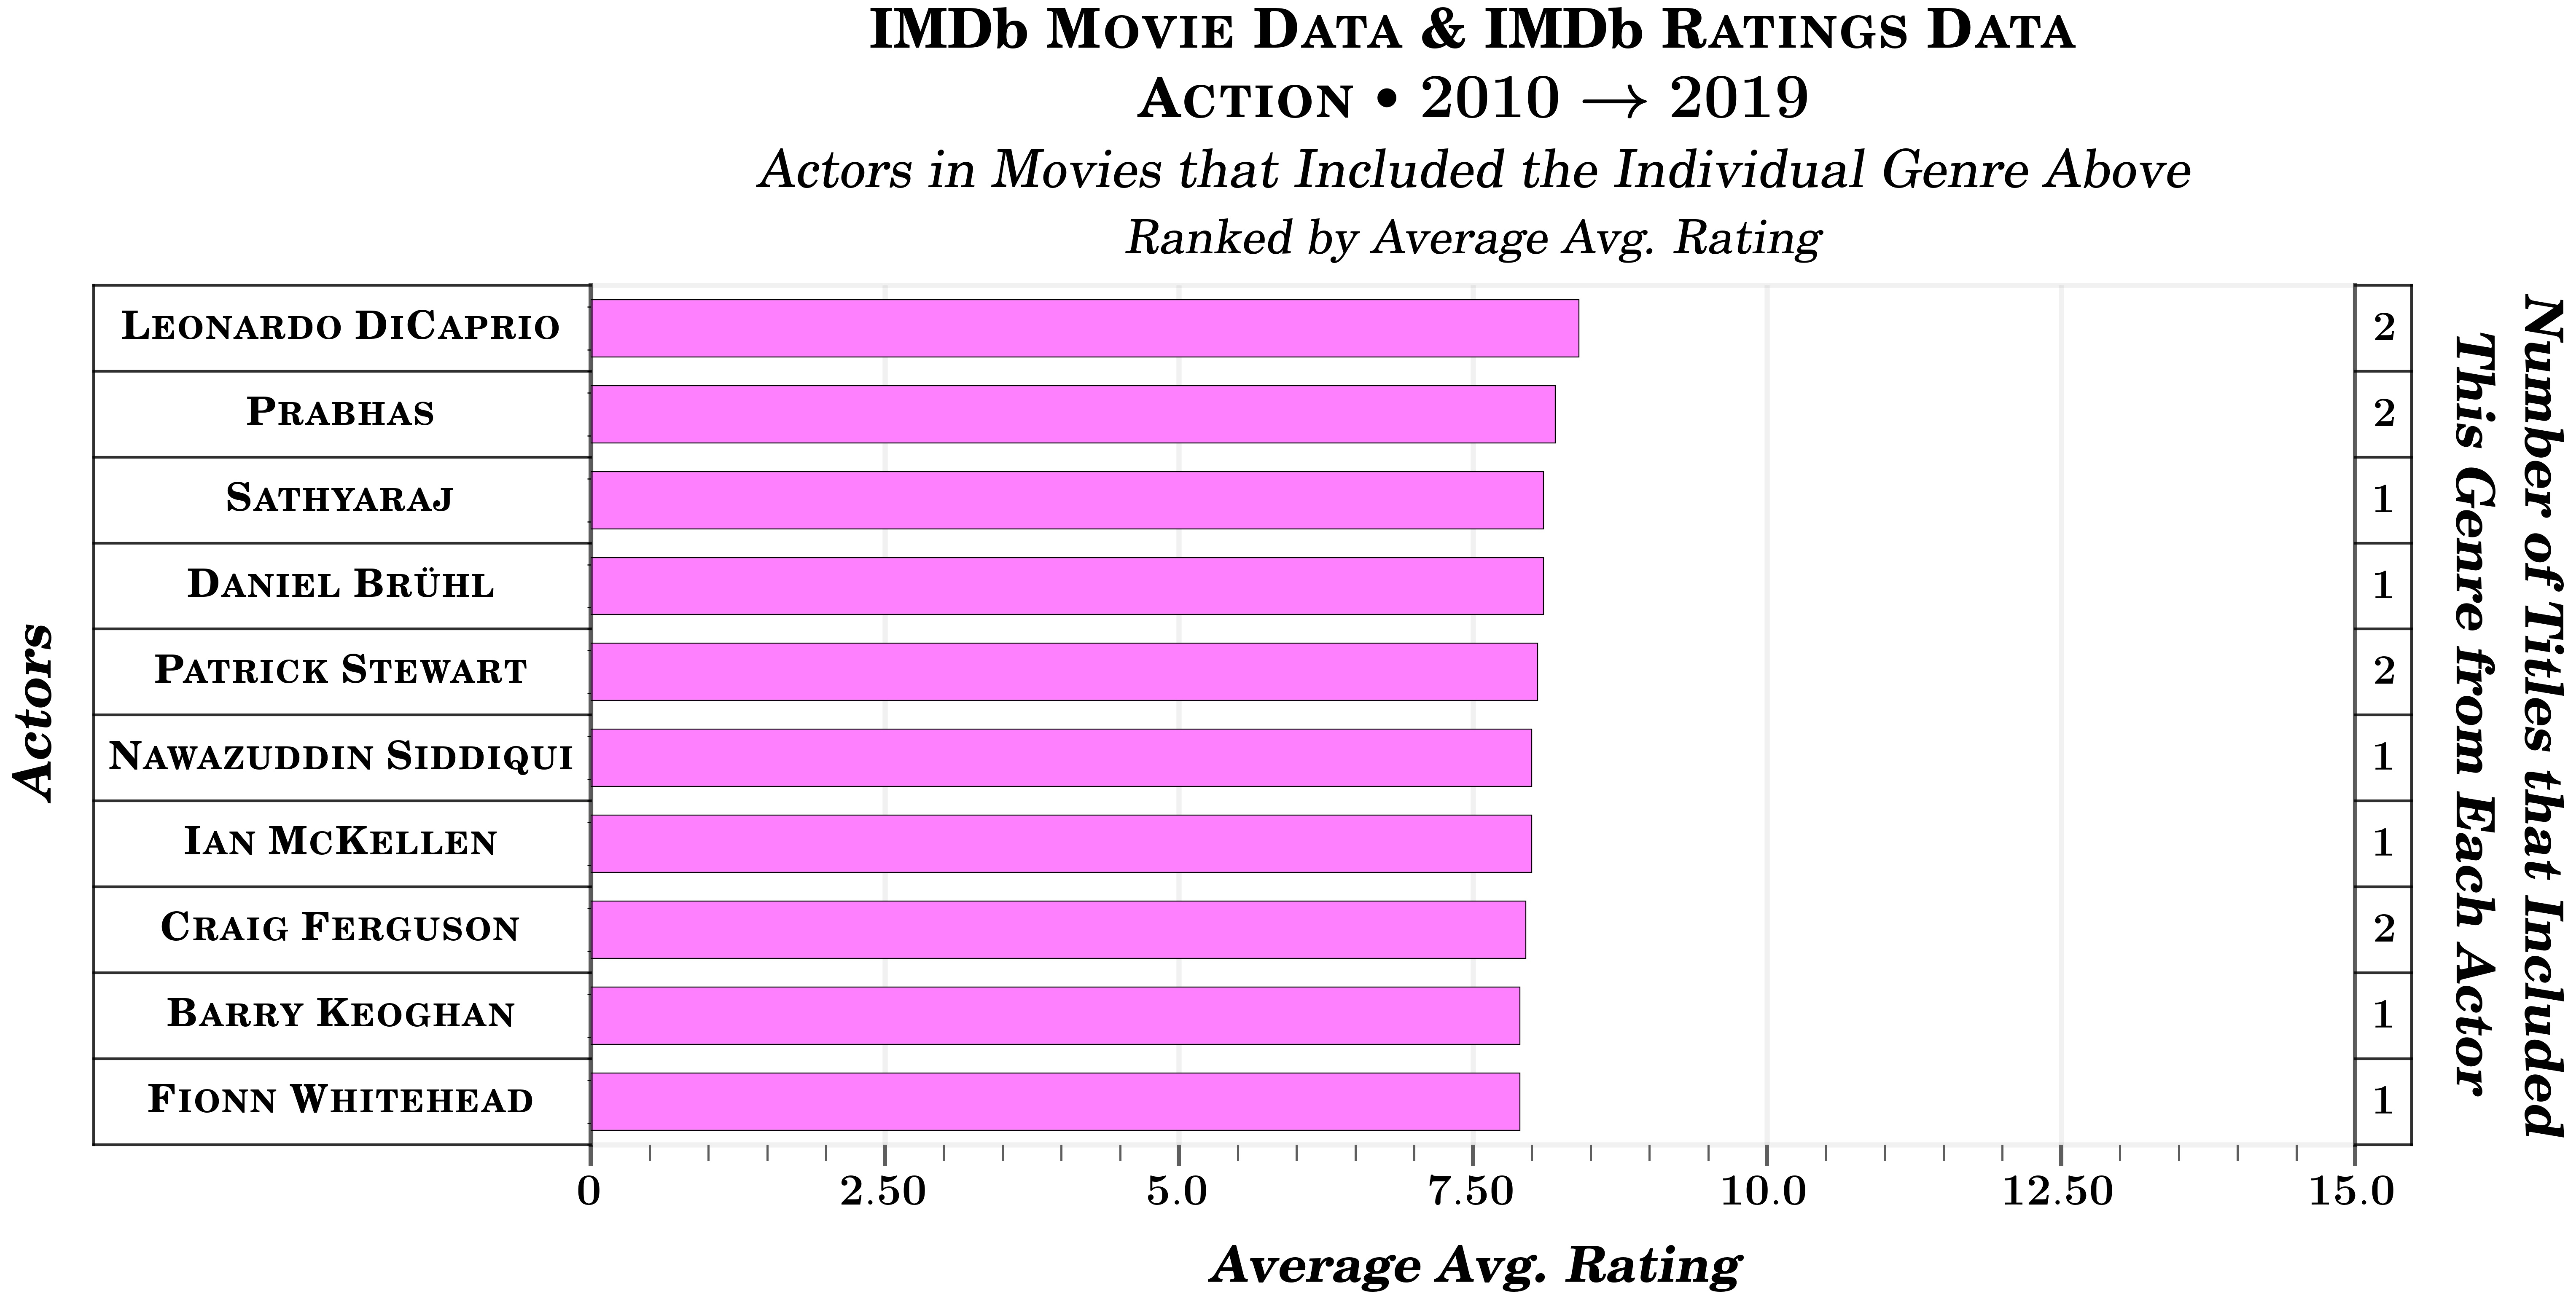 IMDb Movie Data & IMDb Ratings Data
Action • 2010 → 2019
Actors in Movies that Included the Individual Genre Above
Ranked by Average Avg. Rating
Actors
Leonardo DiCaprio 2
Prabhas 2
Sathyaraj 1
Daniel Brühl 1
Patrick Stewart 2
Nawazuddin Siddiqui 1
Ian McKellen 1
Craig Ferguson 2
Barry Keoghan 1
Fionn Whitehead 1
0 2.50 5.0 7.50 10.0 12.50 15.0
Average Avg. Rating
Number of Titles that Included
This Genre from Each Actor